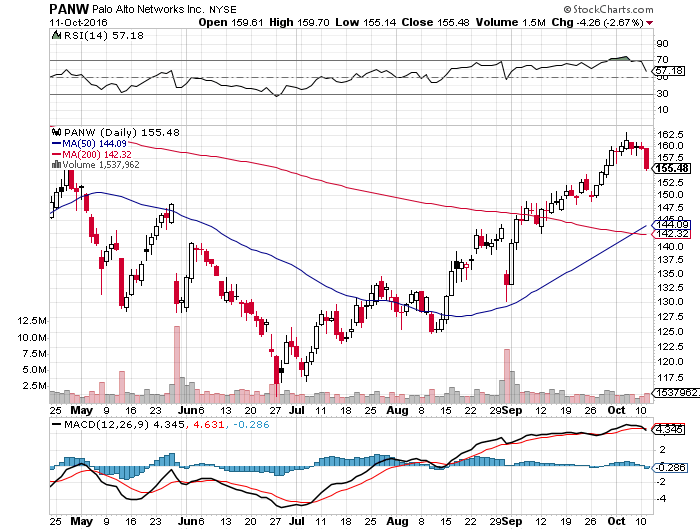 PANW Palo Alto Networks Inc. NYSE © StockCharts.com
11-Oct-2016 Open 159.61 High 159.70 Low 155.14 Close 155.48 Volume 1.5M Chg -4.26 (-2.67%)
RSI(14) 57.18
90
70
57.18
50
30
10
PANW (Daily) 155.48
MA(50) 144.09
MA(200) 142.32
Volume 1,537,962
162.5
160.0
157.5
155.48
152.5
150.0
147.5
145.0
144.09
142.32
140.0
137.5
135.0
132.5
130.0
127.5
125.0
122.5
120.0
117.5
12.5M
10.0M
7.5M
5.0M
2.5M
1537962
25 May 9 16 23 Jun 6 13 20 27 Jul 11 18 25 Aug 8 15 22 29 Sep 12 19 26 Oct 10
MACD(12,26,9) 4.345, 4.631, -0.286
4.345
2
-0.286
-2
-4
25 May 9 16 23 Jun 6 13 20 27 Jul 11 18 25 Aug 8 15 22 29 Sep 12 19 26 Oct 10